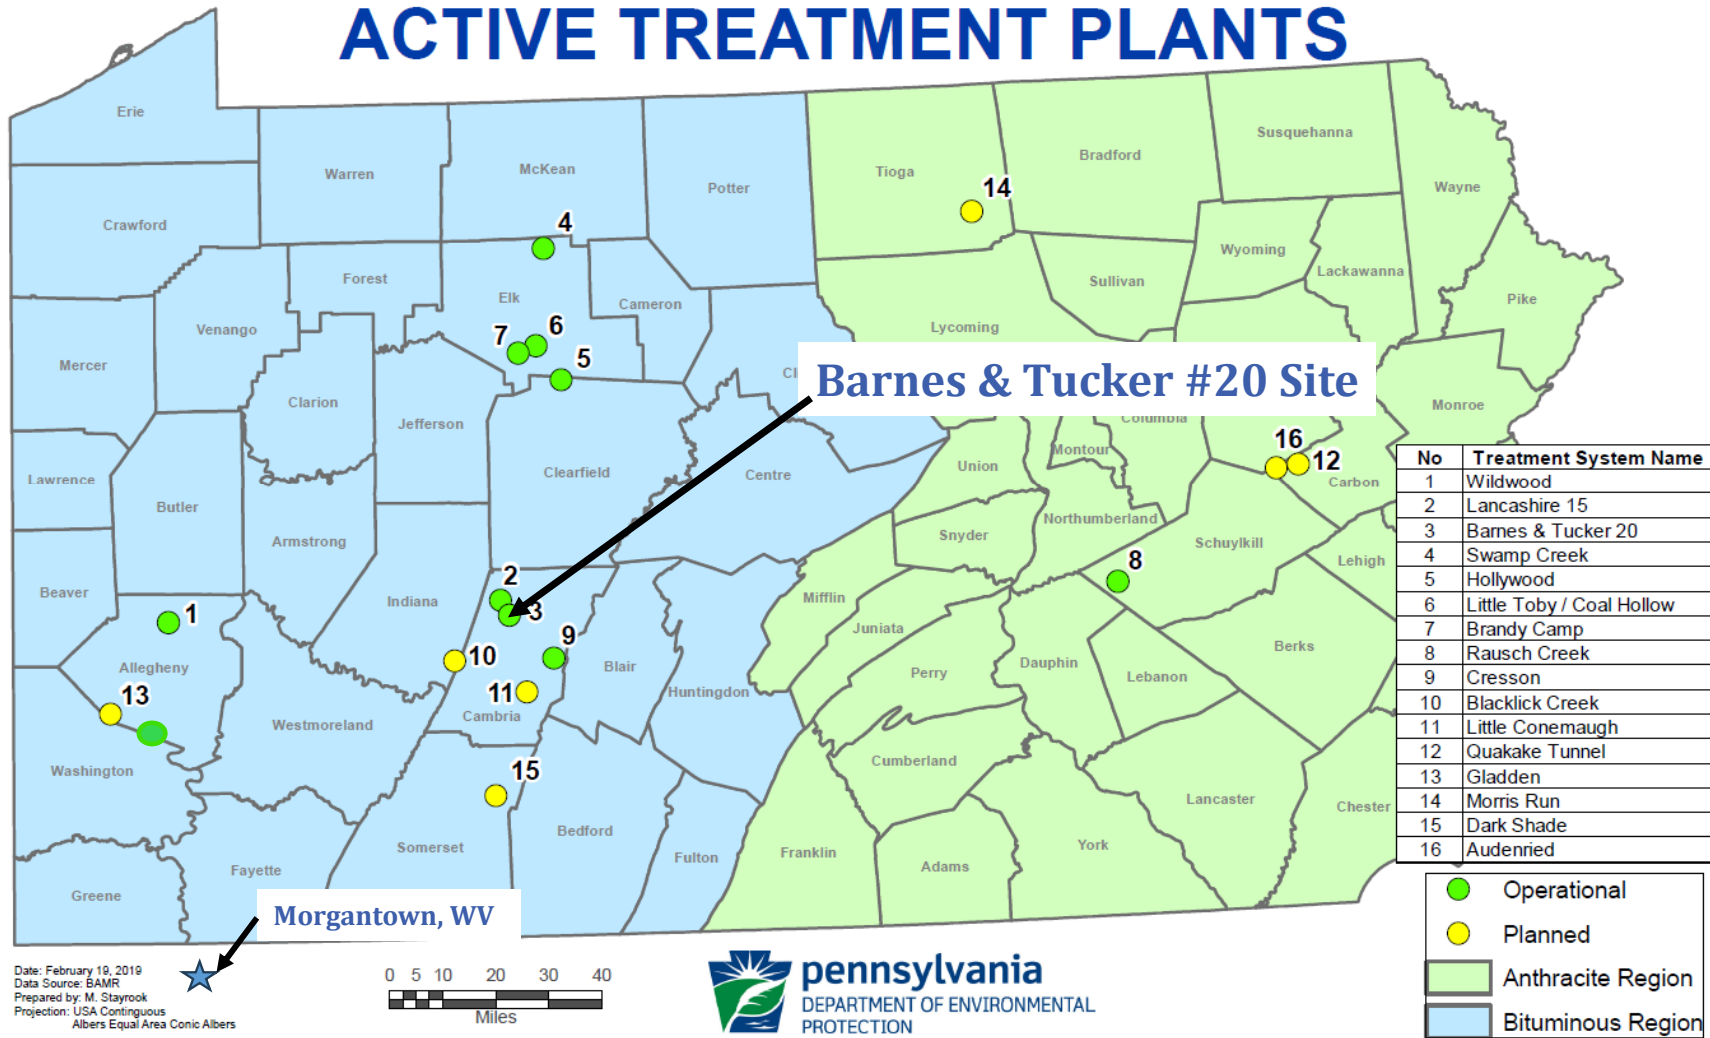 ACTIVE TREATMENT PLANTS
Erie
Crawford
Warren
McKean
Potter
Tioga
Bradford
Susquehanna
Wayne
14
4
Wyoming
Lackawanna
Pike
Forest
Elk
Cameron
Sullivan
Venango
Lycoming
Mercer
7
6
5
Cl
Barnes & Tucker #20 Site
Clarion
Jefferson
Columbia
Monroe
Montour
Lawrence
Clearfield
Centre
Union
16
12
Carbon
Butler
Armstrong
Northumberland
Snyder
Schuylkill
Lehigh
Beaver
Indiana
2
3
Mifflin
8
1
Juniata
Allegheny
10
9
Blair
Perry
Dauphin
Lebanon
Berks
13
11
Huntingdon
Westmoreland
Cambria
Washington
15
Cumberland
Lancaster
Chester
Bedford
Somerset
Fulton
Franklin
York
Adams
Fayette
Greene
Morgantown, WV
No Treatment System Name
1 Wildwood
2 Lancashire 15
3 Barnes & Tucker 20
4 Swamp Creek
5 Hollywood
6 Little Toby / Coal Hollow
7 Brandy Camp
8 Rausch Creek
9 Cresson
10 Blacklick Creek
11 Little Conemaugh
12 Quakake Tunnel
13 Gladden
14 Morris Run
15 Dark Shade
16 Audenried
Operational
Planned
Anthracite Region
Bituminous Region
Date: February 19, 2019
Data Source: BAMR
Prepared by: M. Stayrook
Projection: USA Continguous
Albers Equal Area Conic Albers
0 5 10 20 30 40
Miles
pennsylvania
DEPARTMENT OF ENVIRONMENTAL
PROTECTION